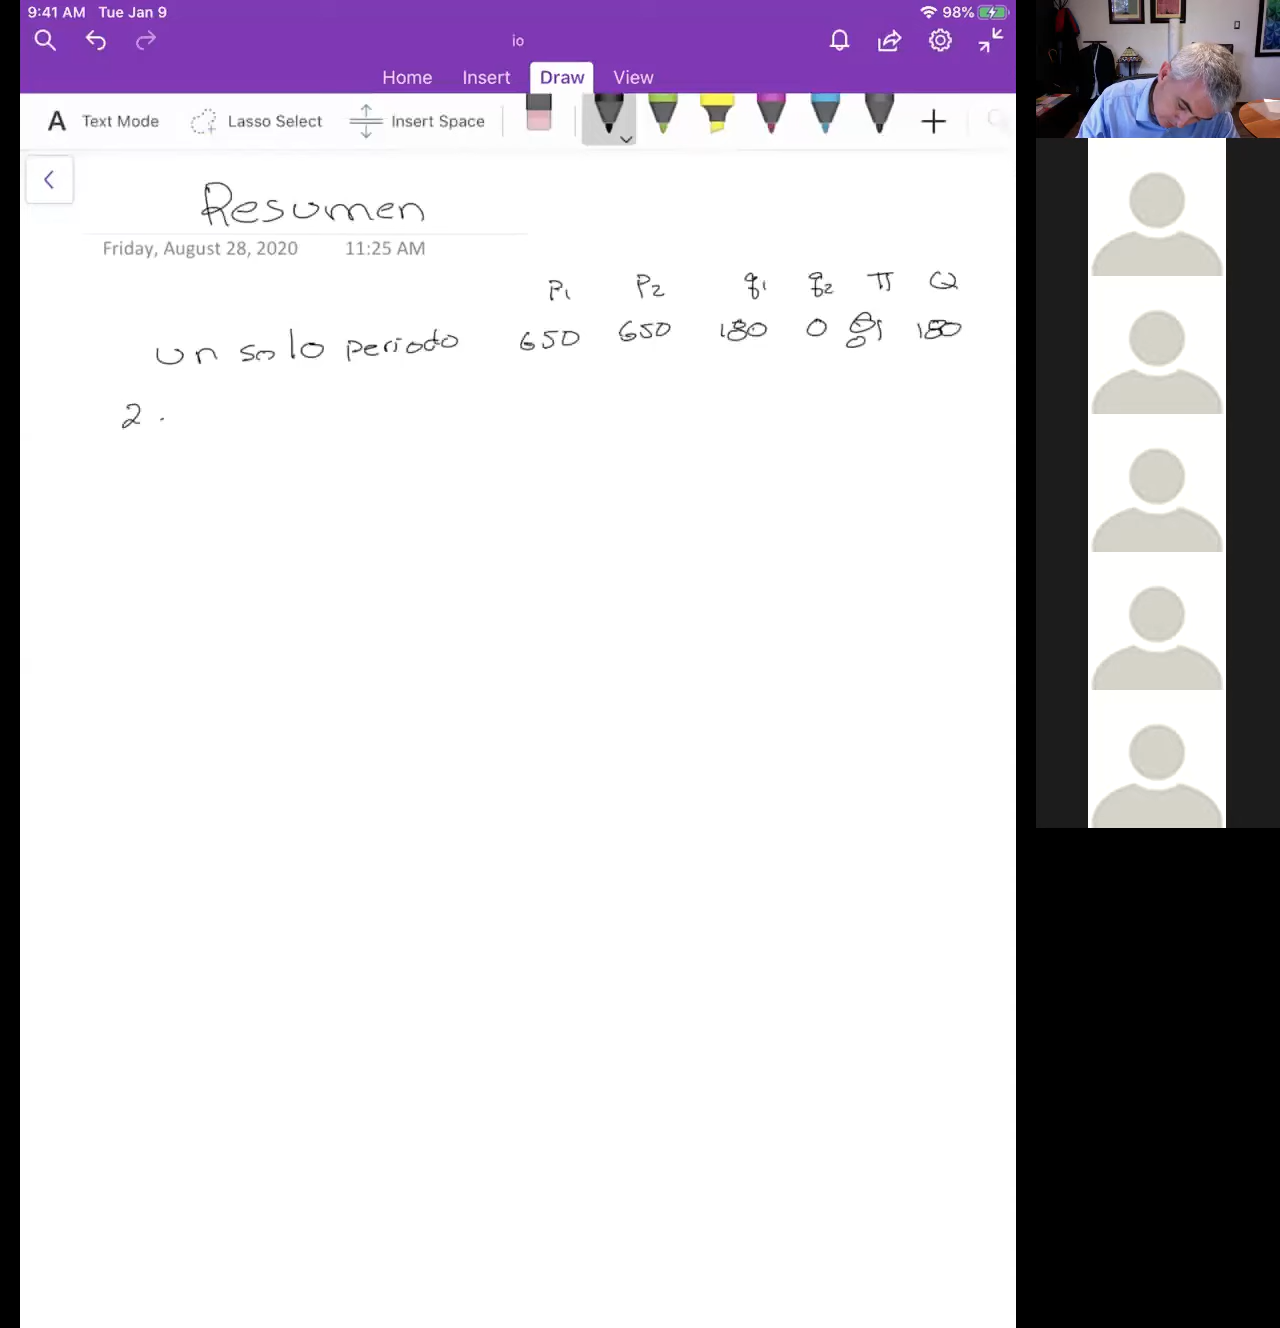 9:41 AM Tue Jan 9 98%
io
Home Insert Draw View
A Text Mode Lasso Select Insert Space
Resumen
Friday, August 28, 2020 11:25 AM
P1 P2 q1 q2 π Q
un solo periodo 650 650 180 0 180
2.